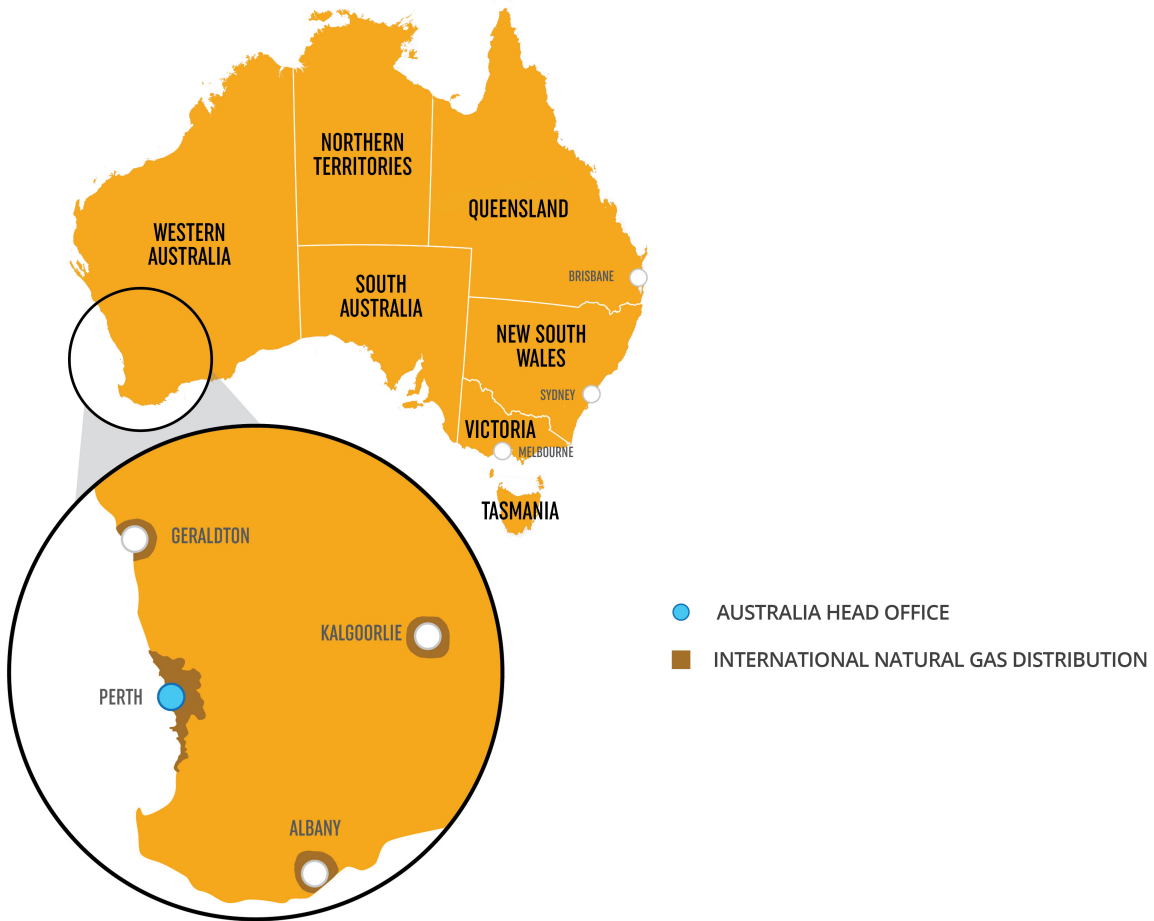 NORTHERN
TERRITORIES
QUEENSLAND
WESTERN
AUSTRALIA
SOUTH
AUSTRALIA
BRISBANE
NEW SOUTH
WALES
SYDNEY
VICTORIA
MELBOURNE
TASMANIA
GERALDTON
KALGOORLIE
PERTH
ALBANY
AUSTRALIA HEAD OFFICE
INTERNATIONAL NATURAL GAS DISTRIBUTION